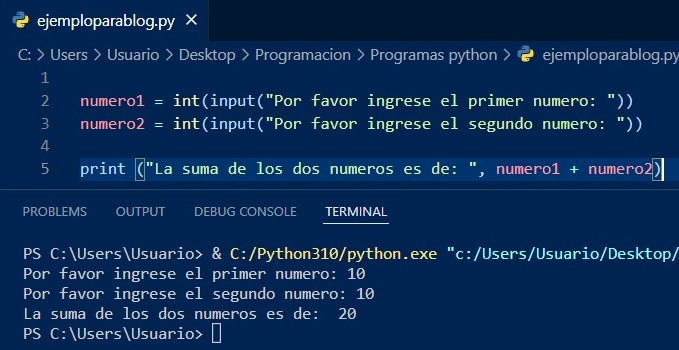 ejemploparablog.py ×
C: > Users > Usuario > Desktop > Programacion > Programas python > ejemploparablog.py
1
2 numero1 = int(input("Por favor ingrese el primer numero: "))
3 numero2 = int(input("Por favor ingrese el segundo numero: "))
4
5 print ("La suma de los dos numeros es de: ", numero1 + numero2)
PROBLEMS OUTPUT DEBUG CONSOLE TERMINAL
PS C:\Users\Usuario> & C:/Python310/python.exe "c:/Users/Usuario/Desktop/
Por favor ingrese el primer numero: 10
Por favor ingrese el segundo numero: 10
La suma de los dos numeros es de:  20
PS C:\Users\Usuario>